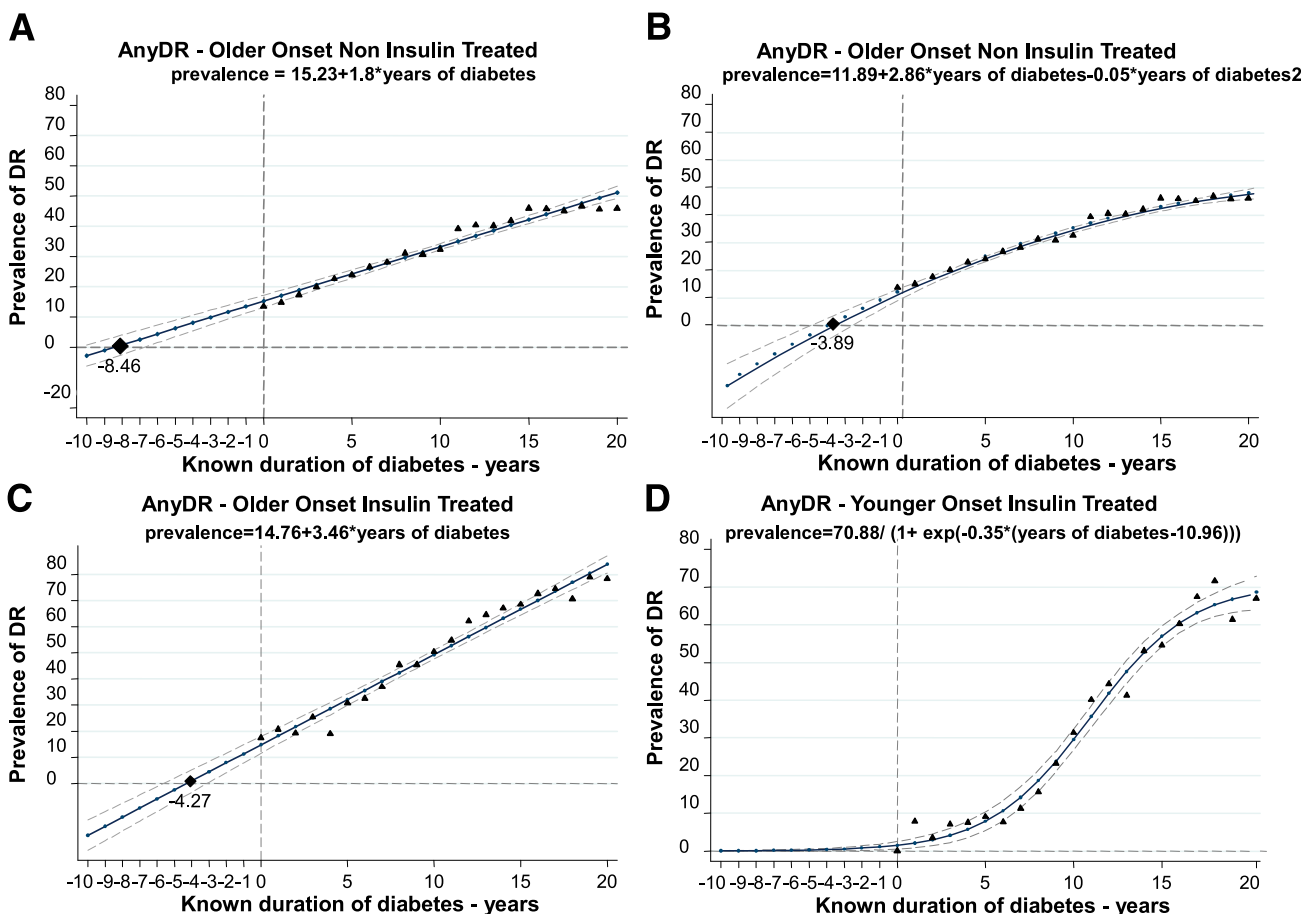 A
AnyDR - Older Onset Non Insulin Treated
prevalence = 15.23+1.8*years of diabetes
Prevalence of DR
80
70
60
50
40
30
20
10
0
-20
-8.46
-10 -9 -8 -7 -6 -5 -4 -3 -2 -1 0 5 10 15 20
Known duration of diabetes - years
B
AnyDR - Older Onset Non Insulin Treated
prevalence=11.89+2.86*years of diabetes-0.05*years of diabetes2
Prevalence of DR
80
70
60
50
40
30
20
10
0
-3.89
-10 -9 -8 -7 -6 -5 -4 -3 -2 -1 0 5 10 15 20
Known duration of diabetes - years
C
AnyDR - Older Onset Insulin Treated
prevalence=14.76+3.46*years of diabetes
Prevalence of DR
80
70
60
50
40
30
20
10
0
-4.27
-10 -9 -8 -7 -6 -5 -4 -3 -2 -1 0 5 10 15 20
Known duration of diabetes - years
D
AnyDR - Younger Onset Insulin Treated
prevalence=70.88/ (1+ exp(-0.35*(years of diabetes-10.96)))
Prevalence of DR
80
70
60
50
40
30
20
10
0
-10 -9 -8 -7 -6 -5 -4 -3 -2 -1 0 5 10 15 20
Known duration of diabetes - years